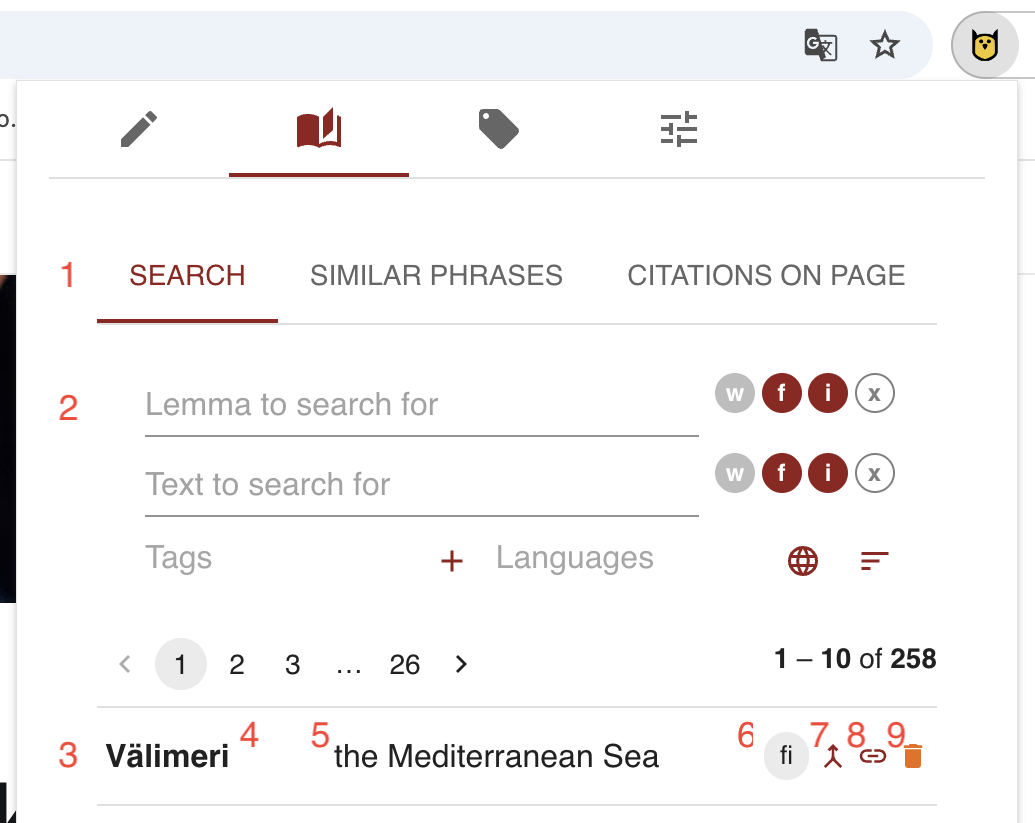 o.
1 SEARCH SIMILAR PHRASES CITATIONS ON PAGE
2 Lemma to search for w f i x
Text to search for w f i x
Tags + Languages
< 1 2 3 ... 26 > 1 – 10 of 258
3 Välimeri 4 5 the Mediterranean Sea 6 fi 7 8 9